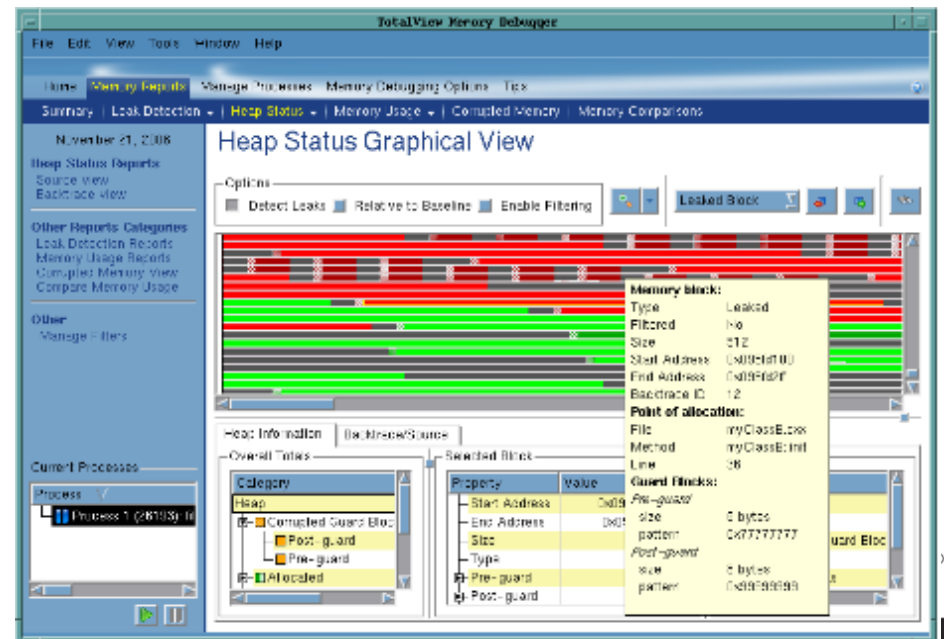 TotalView Memory Debugger
File Edit View Tools Window Help
Home Memory Reports Manage Processes Memory Debugging Options Tips
Summary | Leak Detection | Heap Status | Memory Usage | Corrupted Memory | Memory Comparisons
November 21, 2006
Heap Status Reports
Source View
Backtrace View
Other Reports Categories
Leak Detection Reports
Memory Usage Reports
Corrupted Memory View
Compare Memory Usage
Other
Manage Filters
Current Processes
Process
Process 1 (26193):
Heap Status Graphical View
Options
Detect Leaks Relative to Baseline Enable Filtering
Leaked Block
Memory block:
Type Leaked
Filtered No
Size 512
Start Address
End Address
Backtrace ID 12
Point of allocation:
File myClassB.cxx
Method myClassB::init
Line 36
Guard Blocks:
Pre-guard
size 8 bytes
pattern 0x77777777
Post-guard
size 8 bytes
pattern 0x99999999
Heap Information Backtrace/Source
Overall Totals
Category
Heap
Corrupted Guard Bloc
Post-guard
Pre-guard
Allocated
Selected Block
Property Value
Start Address
End Address
Size uard Bloc
Type
Pre-guard
Post-guard